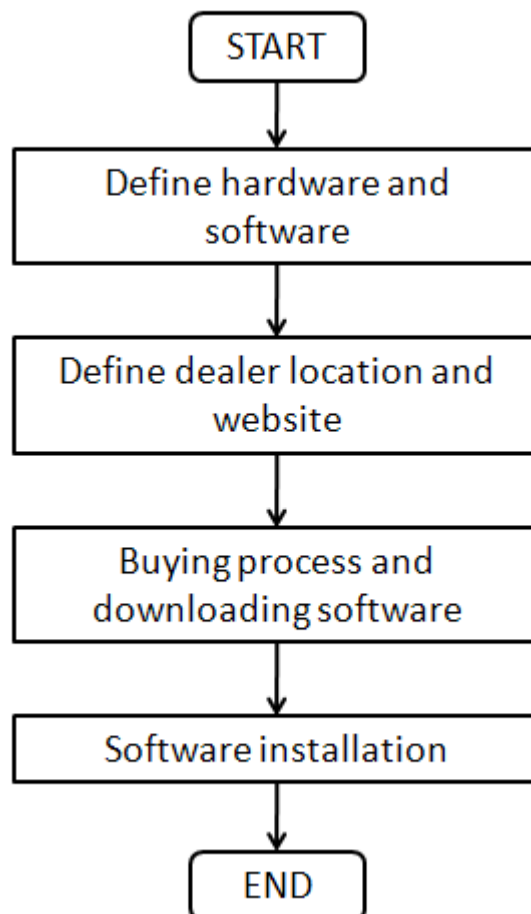 START
Define hardware and
software
Define dealer location and
website
Buying process and
downloading software
Software installation
END